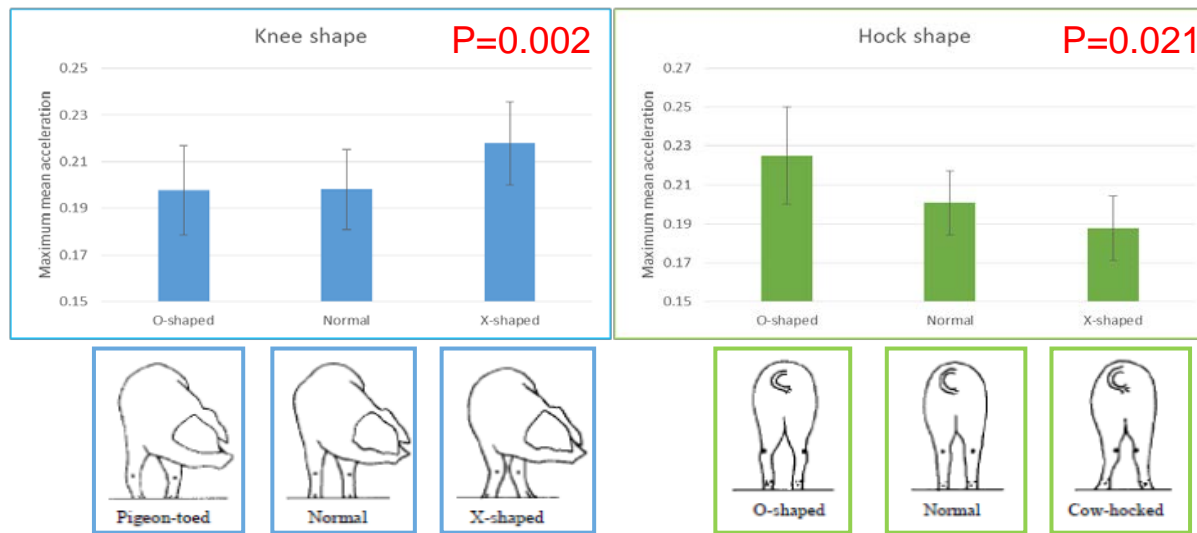 Knee shape
P=0.002
Maximum mean acceleration
0.25
0.23
0.21
0.19
0.17
0.15
O-shaped Normal X-shaped
Hock shape
P=0.021
Maximum mean acceleration
0.27
0.25
0.23
0.21
0.19
0.17
0.15
O-shaped Normal X-shaped
Pigeon-toed
Normal
X-shaped
O-shaped
Normal
Cow-hocked